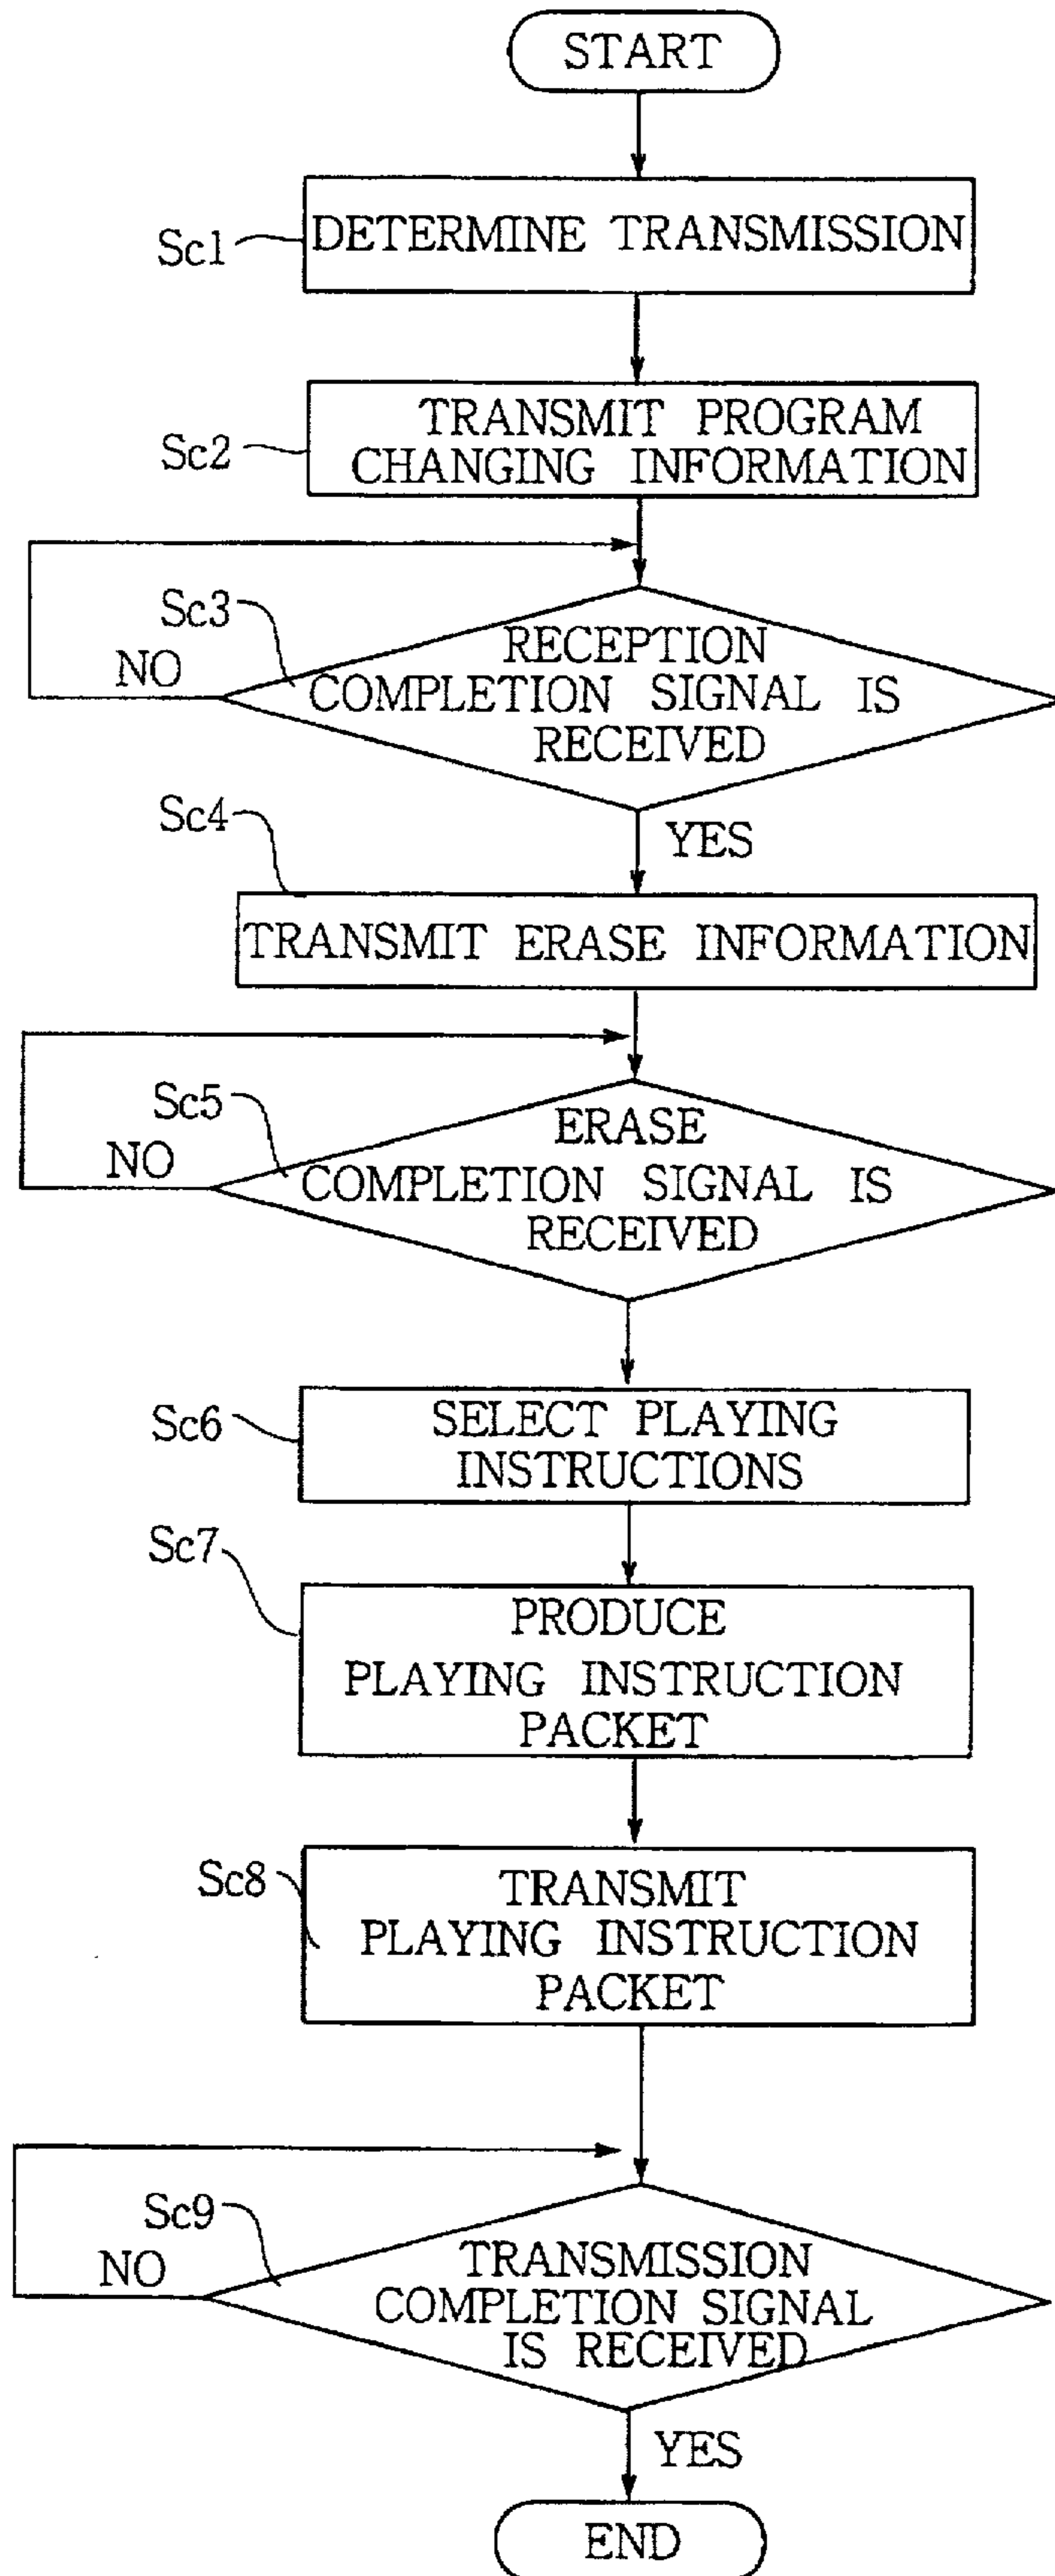 START
Sc1
DETERMINE TRANSMISSION
Sc2
TRANSMIT PROGRAM
CHANGING INFORMATION
Sc3
NO
RECEPTION
COMPLETION SIGNAL IS
RECEIVED
YES
Sc4
TRANSMIT ERASE INFORMATION
Sc5
NO
ERASE
COMPLETION SIGNAL IS
RECEIVED
Sc6
SELECT PLAYING
INSTRUCTIONS
Sc7
PRODUCE
PLAYING INSTRUCTION
PACKET
Sc8
TRANSMIT
PLAYING INSTRUCTION
PACKET
Sc9
NO
TRANSMISSION
COMPLETION SIGNAL
IS RECEIVED
YES
END